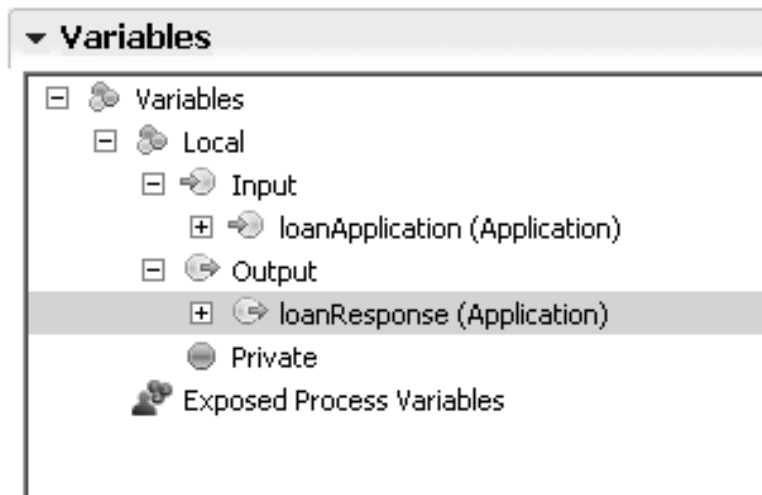 Variables
Variables
Local
Input
loanApplication (Application)
Output
loanResponse (Application)
Private
Exposed Process Variables